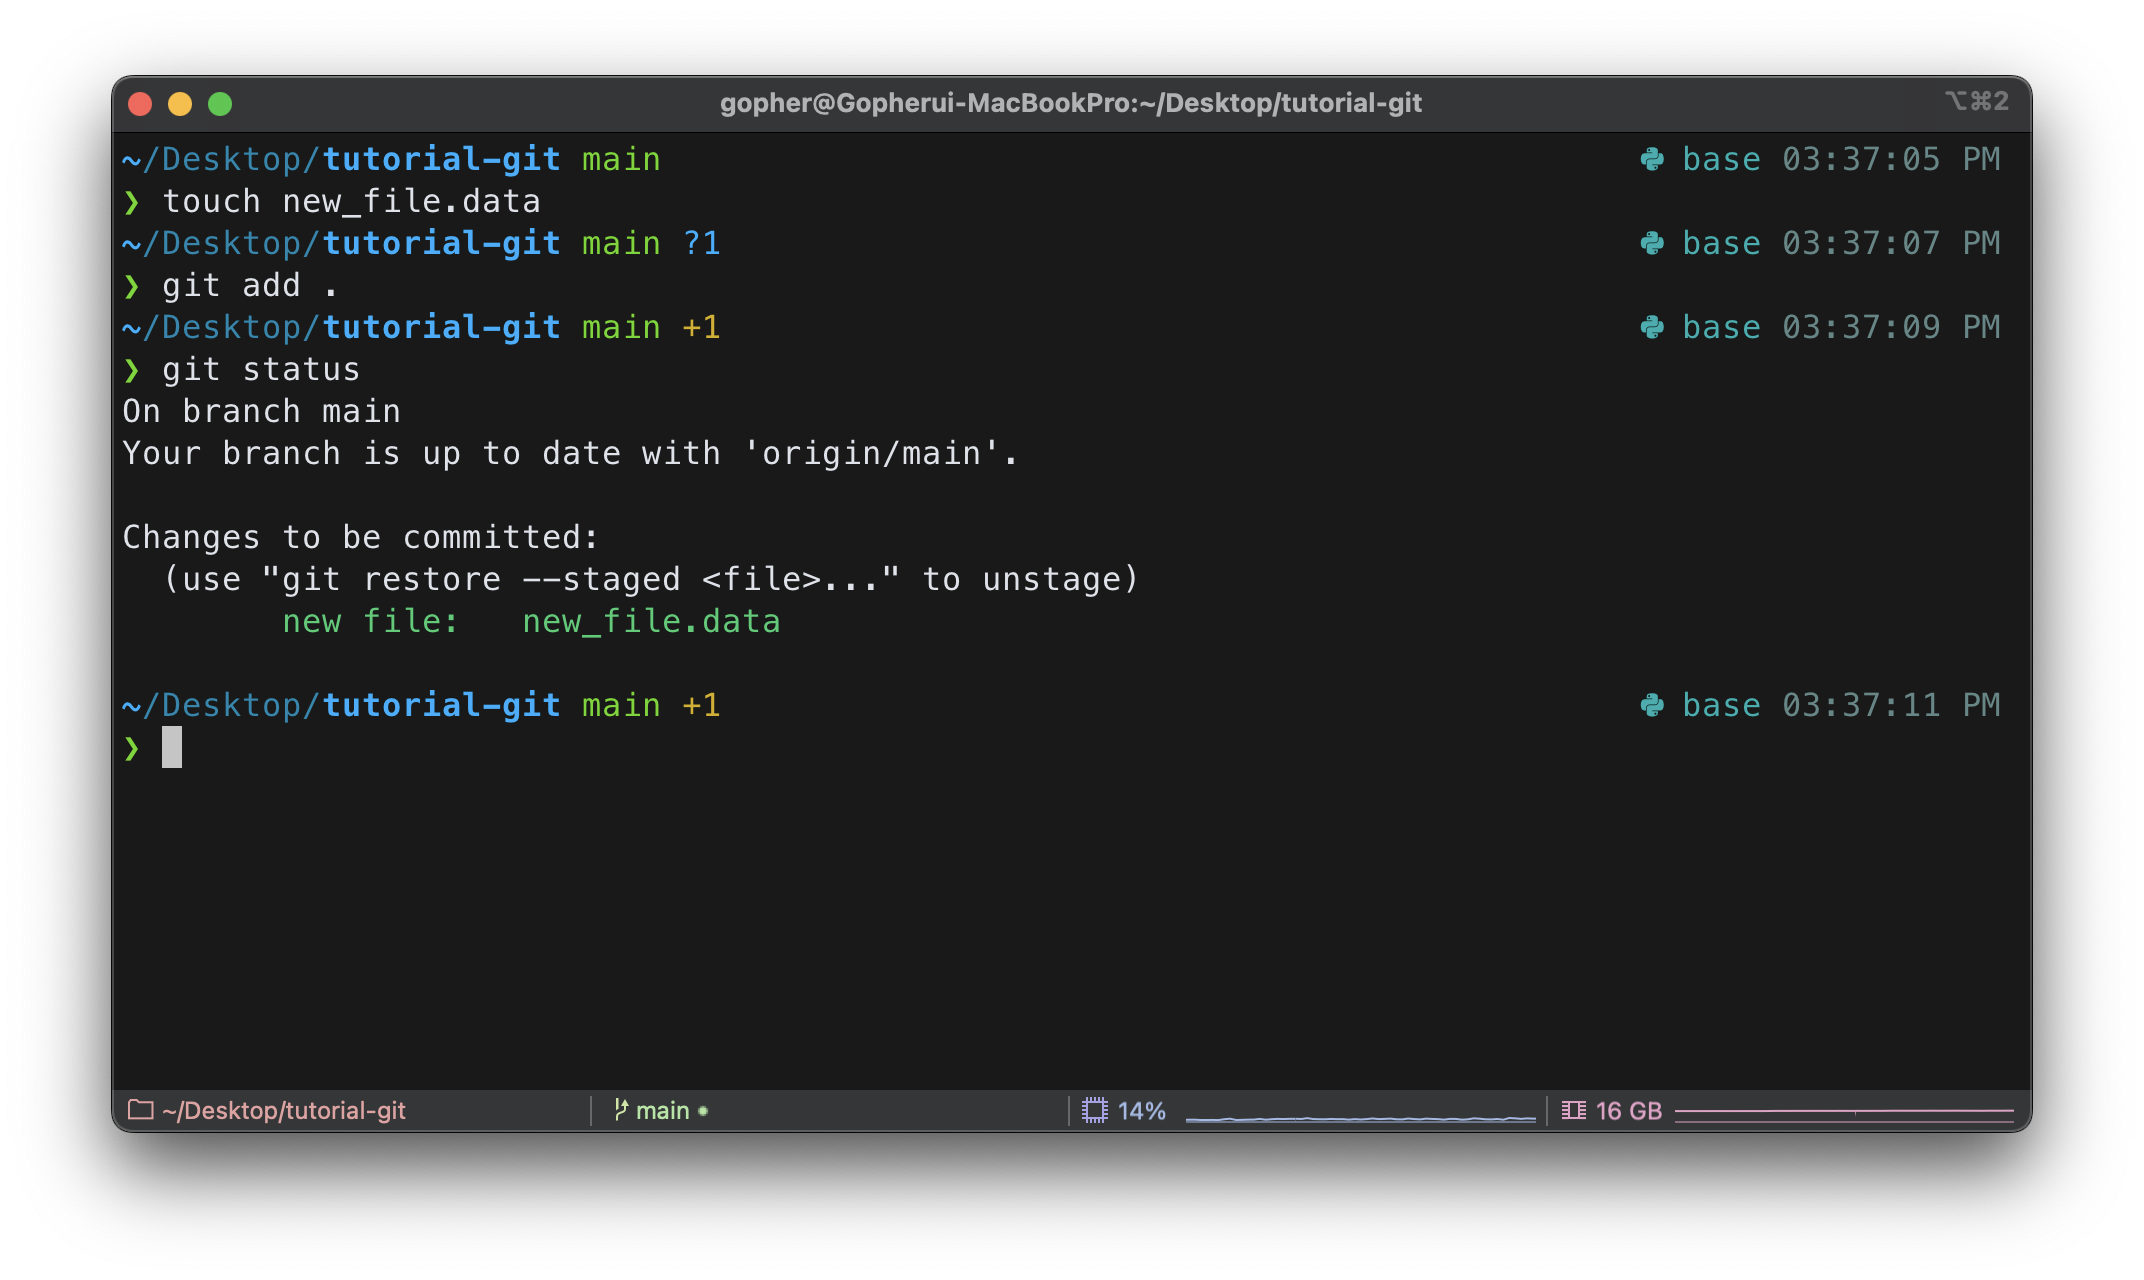 gopher@Gopherui-MacBookPro:~/Desktop/tutorial-git ⌥⌘2
~/Desktop/tutorial-git main base 03:37:05 PM
❯ touch new_file.data
~/Desktop/tutorial-git main ?1 base 03:37:07 PM
❯ git add .
~/Desktop/tutorial-git main +1 base 03:37:09 PM
❯ git status
On branch main
Your branch is up to date with 'origin/main'.
Changes to be committed:
(use "git restore --staged <file>..." to unstage)
new file: new_file.data
~/Desktop/tutorial-git main +1 base 03:37:11 PM
❯
~/Desktop/tutorial-git main 14% 16 GB